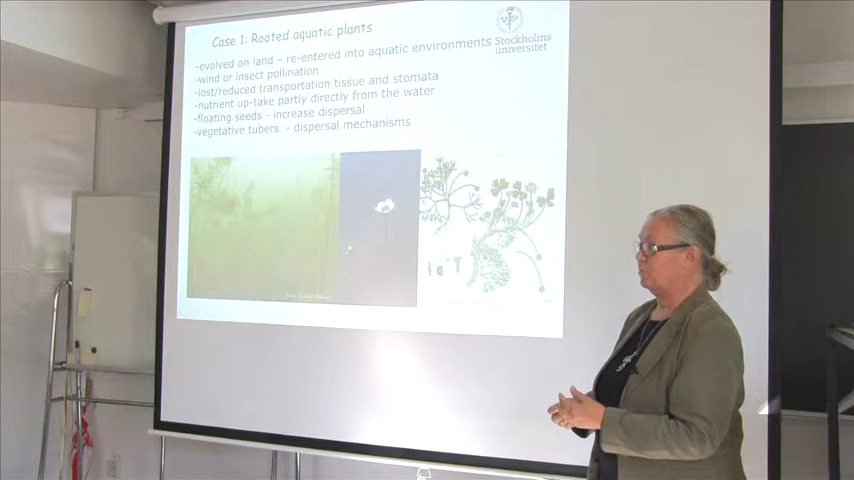 Case 1: Rooted aquatic plants
Stockholms
universitet
-evolved on land - re-entered into aquatic environments
-wind or insect pollination
-lost/reduced transportation tissue and stomata
-nutrient up-take partly directly from the water
-floating seeds - increase dispersal
-vegetative tubers - dispersal mechanisms